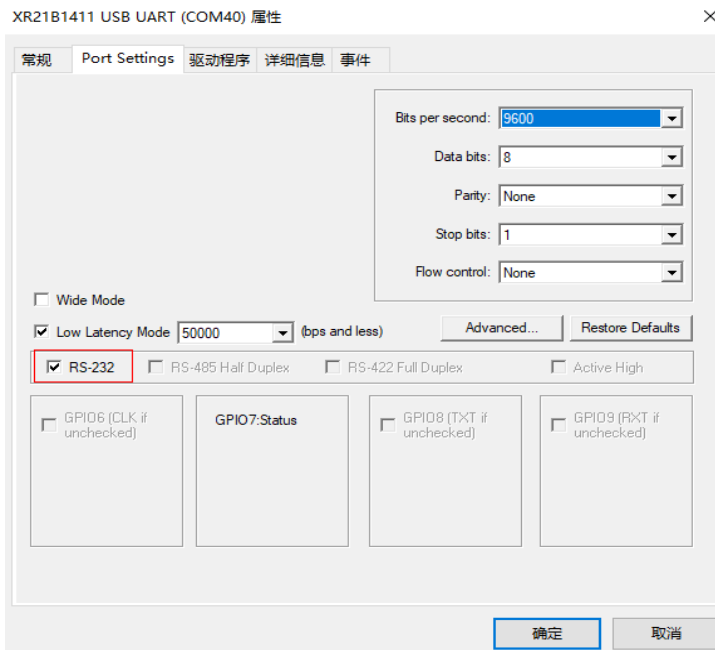 XR21B1411 USB UART (COM40) 属性
常规 Port Settings 驱动程序 详细信息 事件
Bits per second: 9600
Data bits: 8
Parity: None
Stop bits: 1
Flow control: None
Wide Mode
Low Latency Mode 50000 (bps and less) Advanced... Restore Defaults
RS-232 RS-485 Half Duplex RS-422 Full Duplex Active High
GPIO6 (CLK if
unchecked)
GPIO7:Status
GPIO8 (TXT if
unchecked)
GPIO9 (RXT if
unchecked)
确定 取消